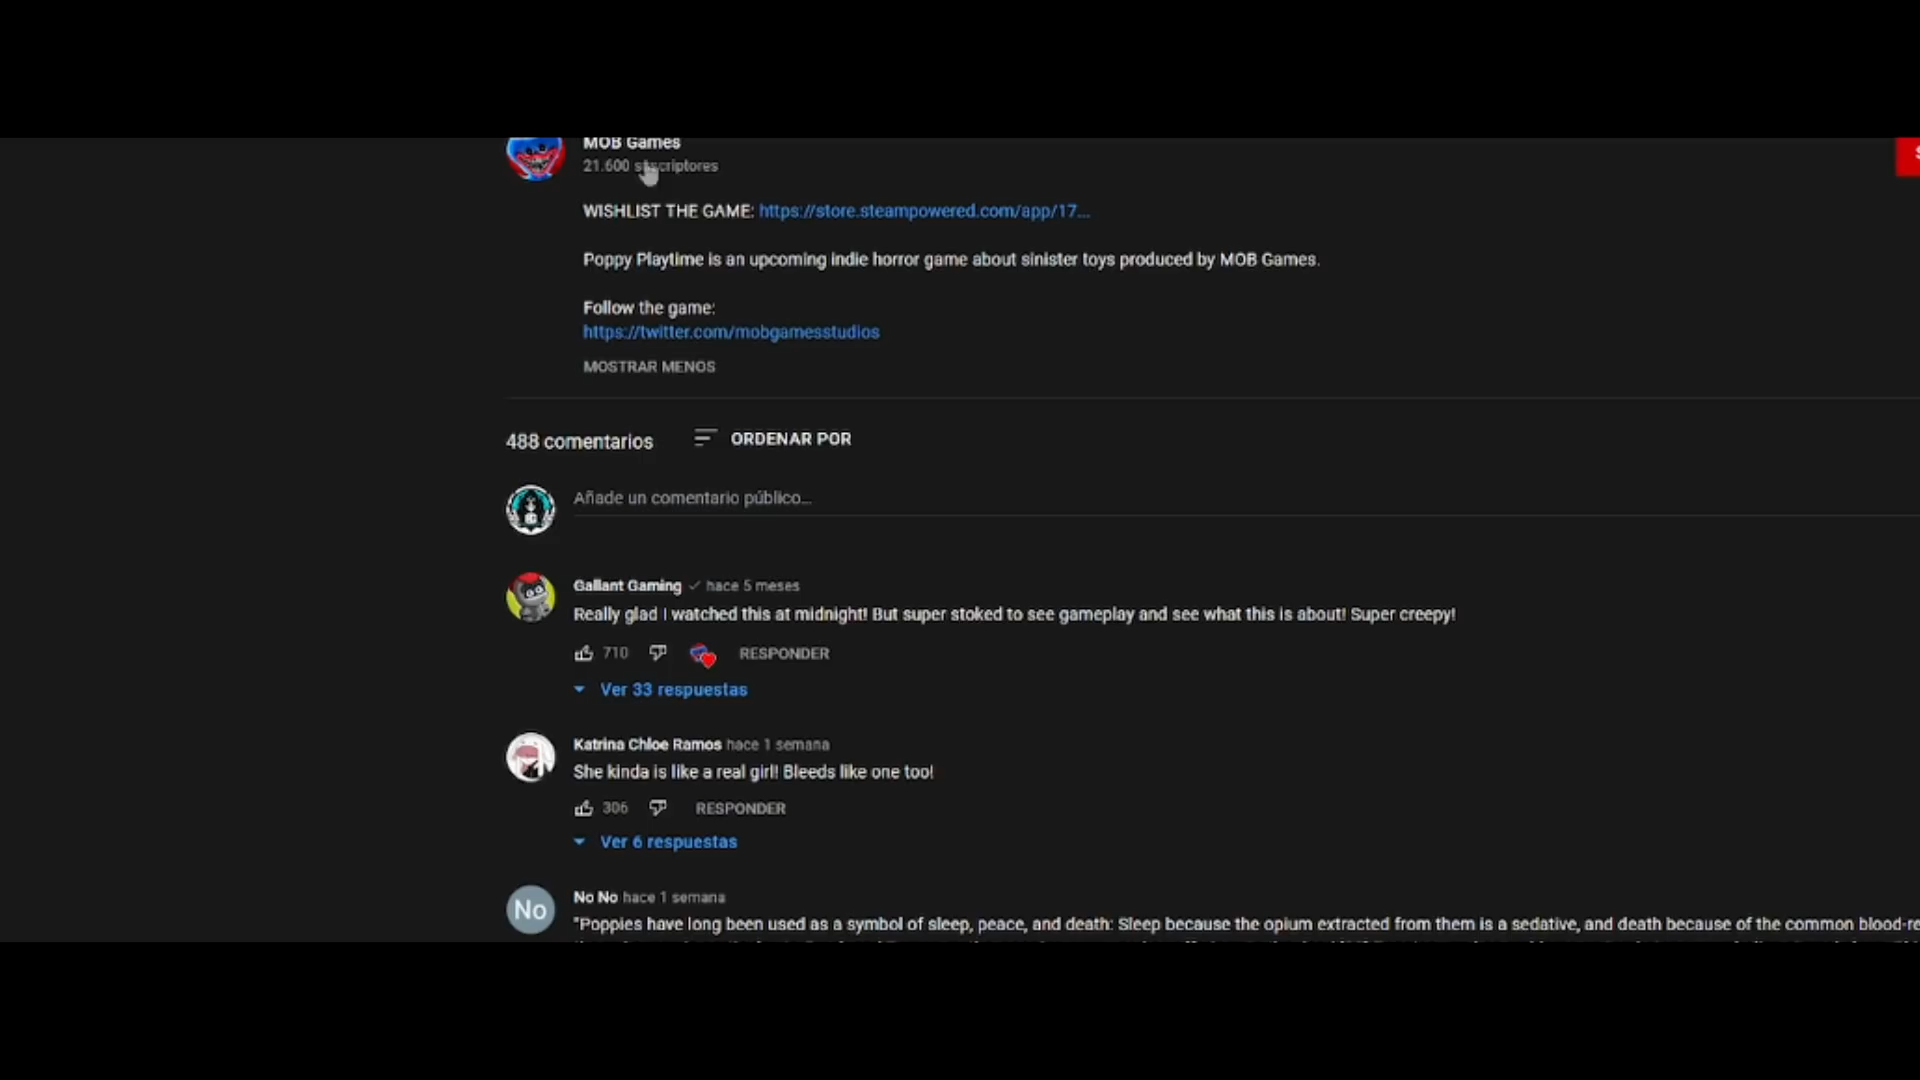 MOB Games
21.600 suscriptores
WISHLIST THE GAME: https://store.steampowered.com/app/17...
Poppy Playtime is an upcoming indie horror game about sinister toys produced by MOB Games.
Follow the game:
https://twitter.com/mobgamesstudios
MOSTRAR MENOS
488 comentarios
ORDENAR POR
Añade un comentario público...
Gallant Gaming hace 5 meses
Really glad I watched this at midnight! But super stoked to see gameplay and see what this is about! Super creepy!
710 RESPONDER
Ver 33 respuestas
Katrina Chloe Ramos hace 1 semana
She kinda is like a real girl! Bleeds like one too!
306 RESPONDER
Ver 6 respuestas
No
No No hace 1 semana
"Poppies have long been used as a symbol of sleep, peace, and death: Sleep because the opium extracted from them is a sedative, and death because of the common blood-re